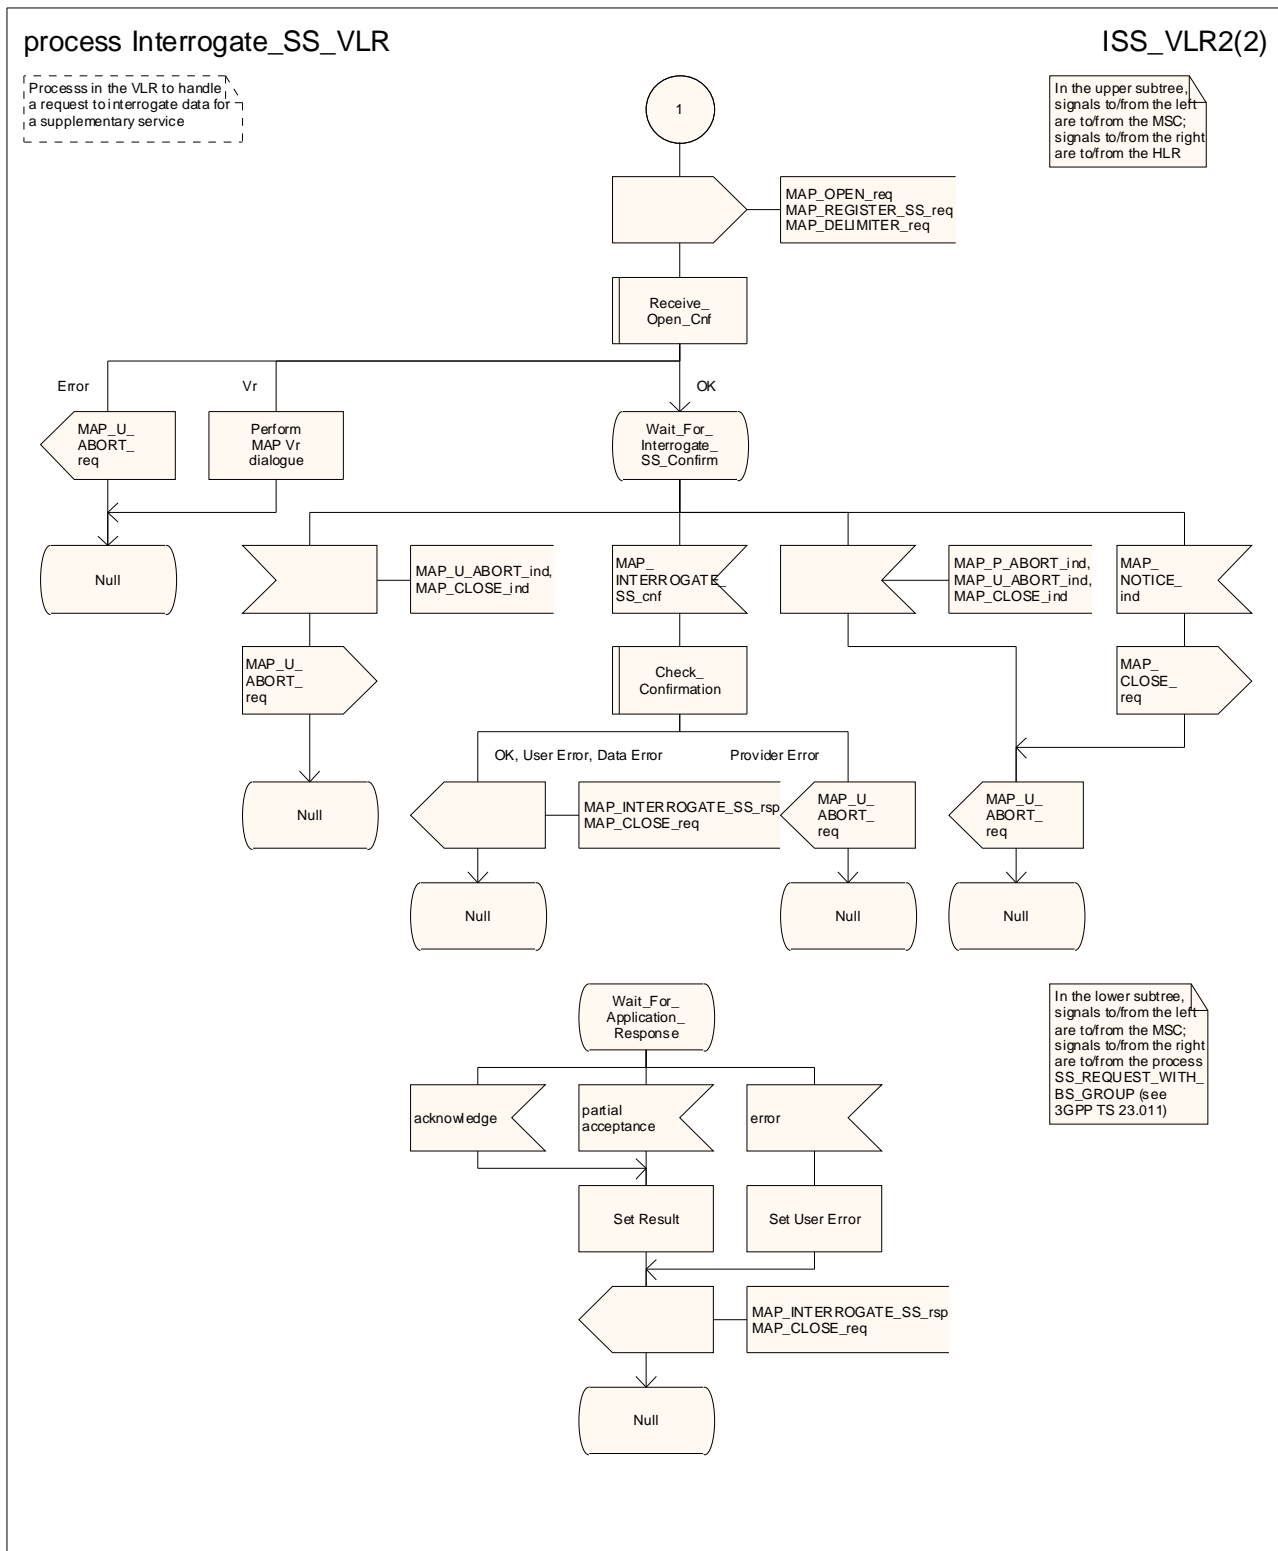 process Interrogate_SS_VLR
ISS_VLR2(2)
Processs in the VLR to handle
a request to interrogate data for
a supplementary service
1
In the upper subtree,
signals to/from the left
are to/from the MSC;
signals to/from the right
are to/from the HLR
MAP_OPEN_req
MAP_REGISTER_SS_req
MAP_DELIMITER_req
Receive_
Open_Cnf
Error
Vr
OK
MAP_U_
ABORT_
req
Perform
MAP Vr
dialogue
Wait_For_
Interrogate_
SS_Confirm
Null
MAP_U_ABORT_ind,
MAP_CLOSE_ind
MAP_
INTERROGATE_
SS_cnf
MAP_P_ABORT_ind,
MAP_U_ABORT_ind,
MAP_CLOSE_ind
MAP_
NOTICE_
ind
MAP_U_
ABORT_
req
Check_
Confirmation
MAP_
CLOSE_
req
OK, User Error, Data Error
Provider Error
Null
MAP_INTERROGATE_SS_rsp
MAP_CLOSE_req
MAP_U_
ABORT_
req
MAP_U_
ABORT_
req
Null
Null
Null
Wait_For_
Application_
Response
In the lower subtree,
signals to/from the left
are to/from the MSC;
signals to/from the right
are to/from the process
SS_REQUEST_WITH_
BS_GROUP (see
3GPP TS 23.011)
acknowledge
partial
acceptance
error
Set Result
Set User Error
MAP_INTERROGATE_SS_rsp
MAP_CLOSE_req
Null